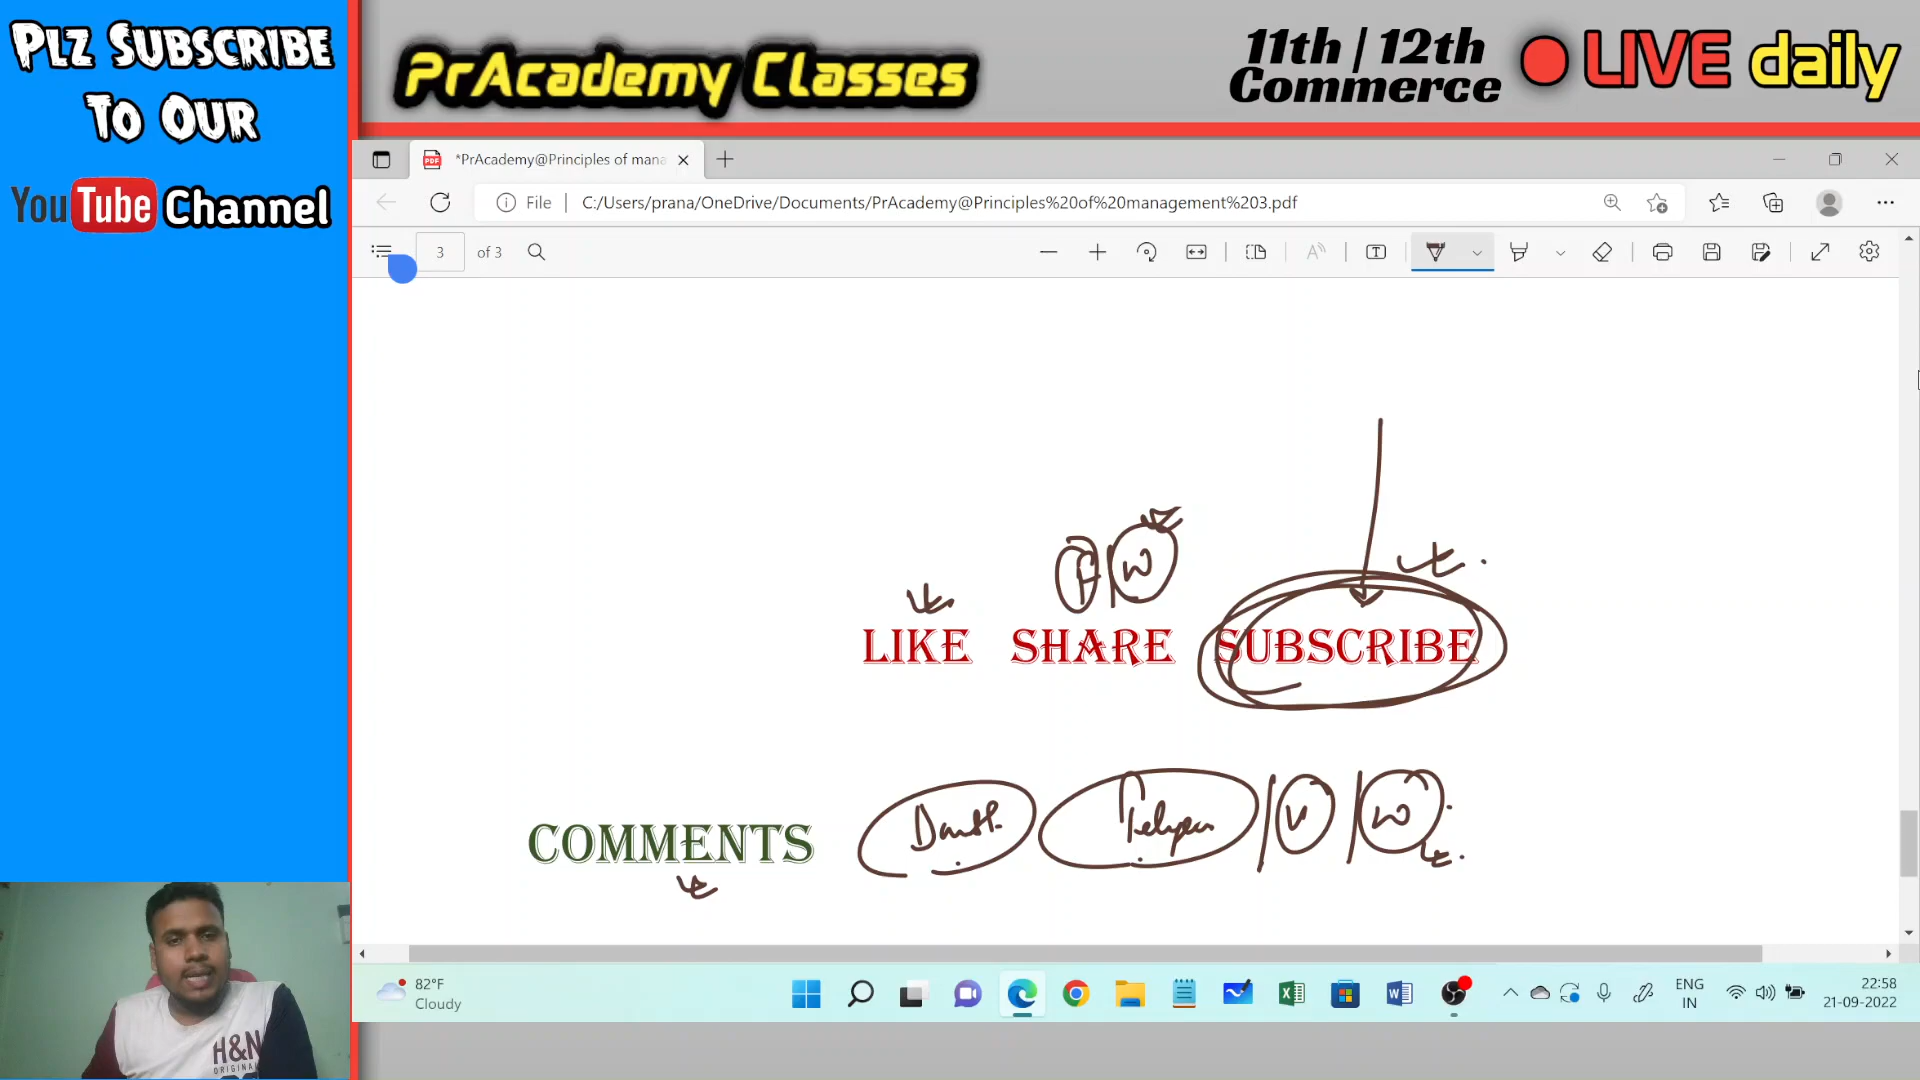 Plz Subscribe
To Our
YouTube Channel
PrAcademy Classes
11th | 12th
Commerce
LIVE daily
*PrAcademy@Principles of mana
File | C:/Users/prana/OneDrive/Documents/PrAcademy@Principles%20of%20management%203.pdf
3 of 3
F | W
LIKE SHARE SUBSCRIBE
COMMENTS | V | W
H&N
ORIGINAL
82°F
Cloudy
ENG
IN
22:58
21-09-2022